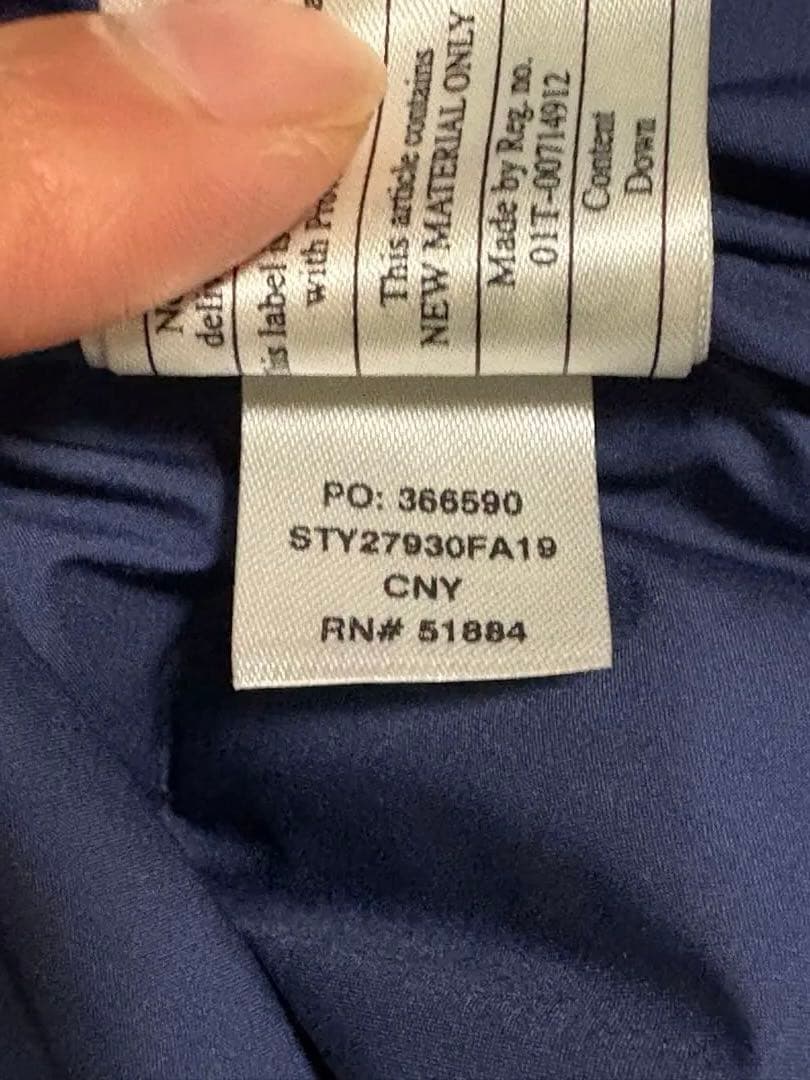 This article contains
NEW MATERIAL ONLY
Made by Reg. no.
01T-00714912
Content
Down
PO: 366590
STY27930FA19
CNY
RN# 51884